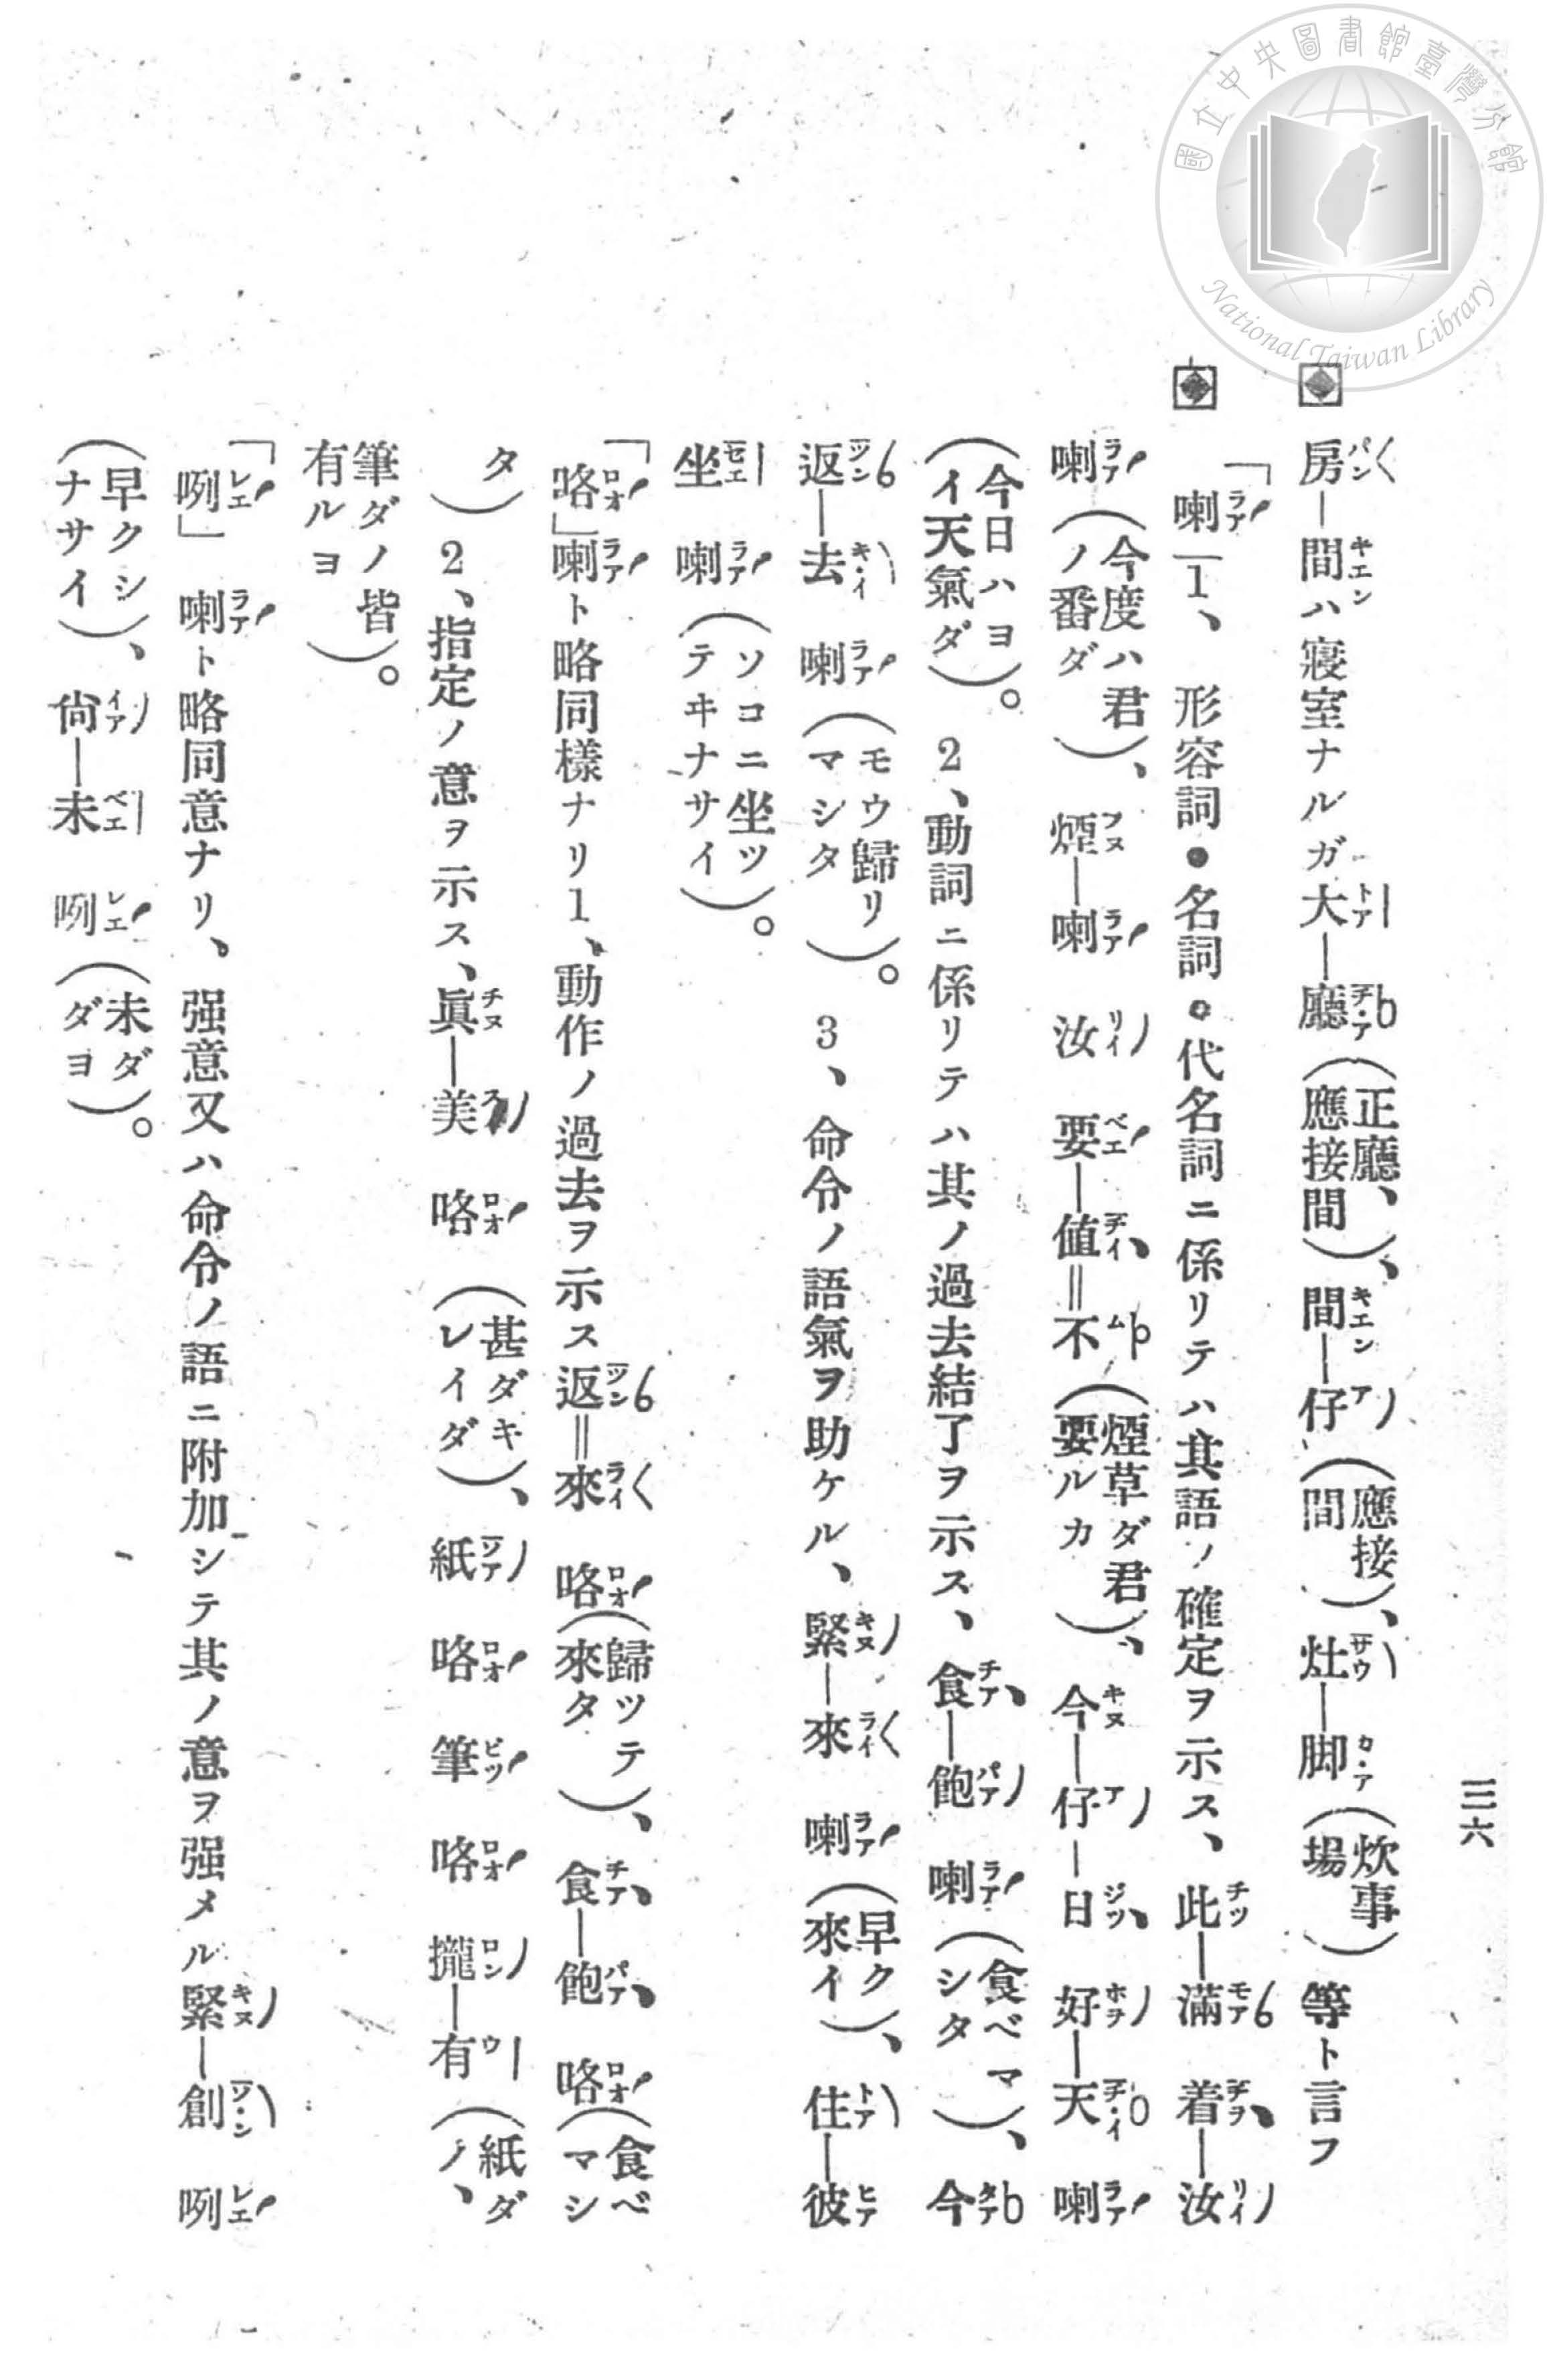 國立中央圖書館臺灣分館
National Taiwan Library
三六
房―間ハ寢室ナルガ大―廳(正廳、應接間)、間―仔(應接間)、灶―脚(炊事場)等ト言フ
「喇」1、形容詞・名詞・代名詞ニ係リテハ其語ノ確定ヲ示ス、此―滿 着―汝
喇(今度ハ君ノ番ダ)、煙―喇 汝 要―値＝不(煙草ダ君要ルカ)、今―仔―日 好―天 喇
(今日ハヨイ天氣ダ)。 2、動詞ニ係リテハ其ノ過去結了ヲ示ス、食―飽 喇(食ベマシタ)、今
返―去 喇(モウ歸リマシタ)。 3、命令ノ語氣ヲ助ケル、緊―來 喇(早ク來イ)、住―彼
坐 喇(ソコニ坐ツテヰナサイ)。
「咯」喇ト略同樣ナリ1、動作ノ過去ヲ示ス返＝來 咯(歸ツテ來タ)、食―飽 咯(食ベマシ
タ) 2、指定ノ意ヲ示ス、眞―美 咯(甚ダキレイダ)、紙 咯 筆 咯 攏―有(紙ダノ、
筆ダノ皆有ルヨ)。
「咧」 喇ト略同意ナリ、强意又ハ命令ノ語ニ附加シテ其ノ意ヲ强メル 緊―創 咧
(早クシナサイ)、尙―未 咧(未ダダヨ)。